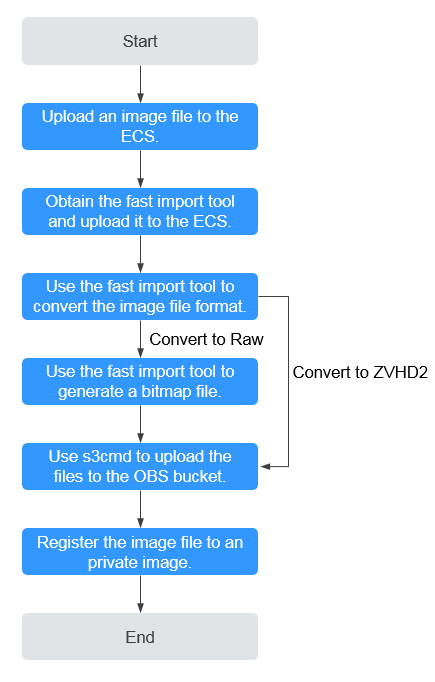 Start
Upload an image file to the
ECS.
Obtain the fast import tool
and upload it to the ECS.
Use the fast import tool to
convert the image file format.
Convert to Raw
Convert to ZVHD2
Use the fast import tool to
generate a bitmap file.
Use s3cmd to upload the
files to the OBS bucket.
Register the image file to an
private image.
End